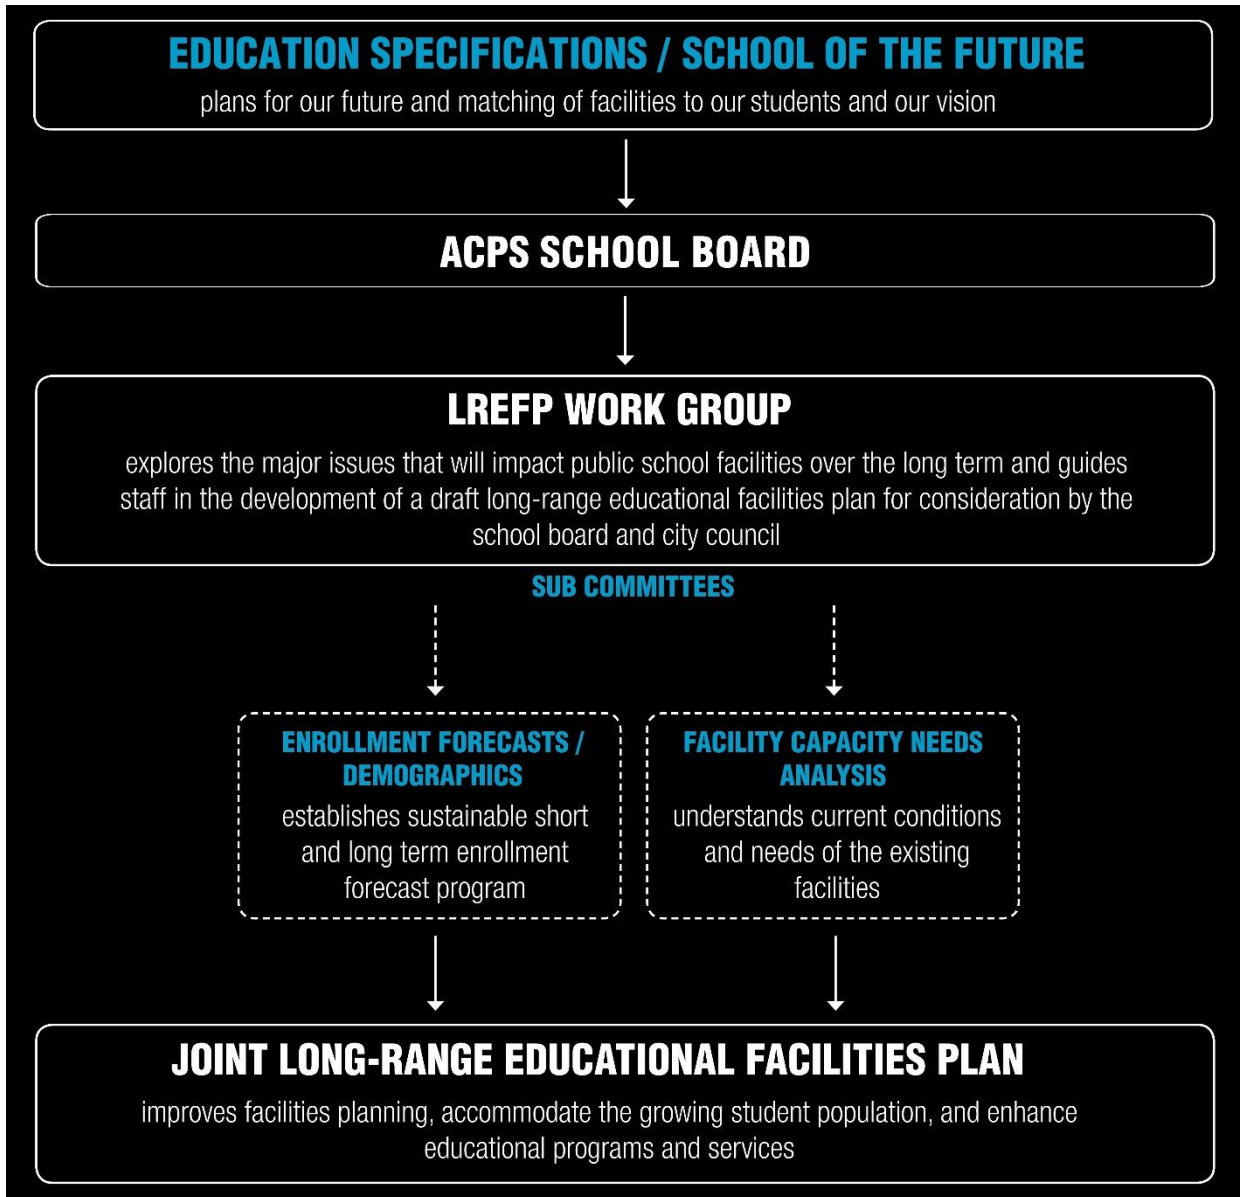 EDUCATION SPECIFICATIONS / SCHOOL OF THE FUTURE
plans for our future and matching of facilities to our students and our vision
ACPS SCHOOL BOARD
LREFP WORK GROUP
explores the major issues that will impact public school facilities over the long term and guides
staff in the development of a draft long-range educational facilities plan for consideration by the
school board and city council
SUB COMMITTEES
ENROLLMENT FORECASTS /
DEMOGRAPHICS
establishes sustainable short
and long term enrollment
forecast program
FACILITY CAPACITY NEEDS
ANALYSIS
understands current conditions
and needs of the existing
facilities
JOINT LONG-RANGE EDUCATIONAL FACILITIES PLAN
improves facilities planning, accommodate the growing student population, and enhance
educational programs and services